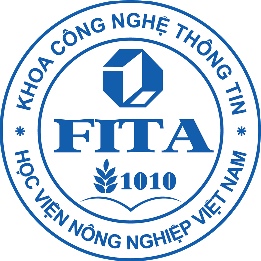 KHOA CÔNG NGHỆ THÔNG TIN
FITA
1010
* HỌC VIỆN NÔNG NGHIỆP VIỆT NAM *